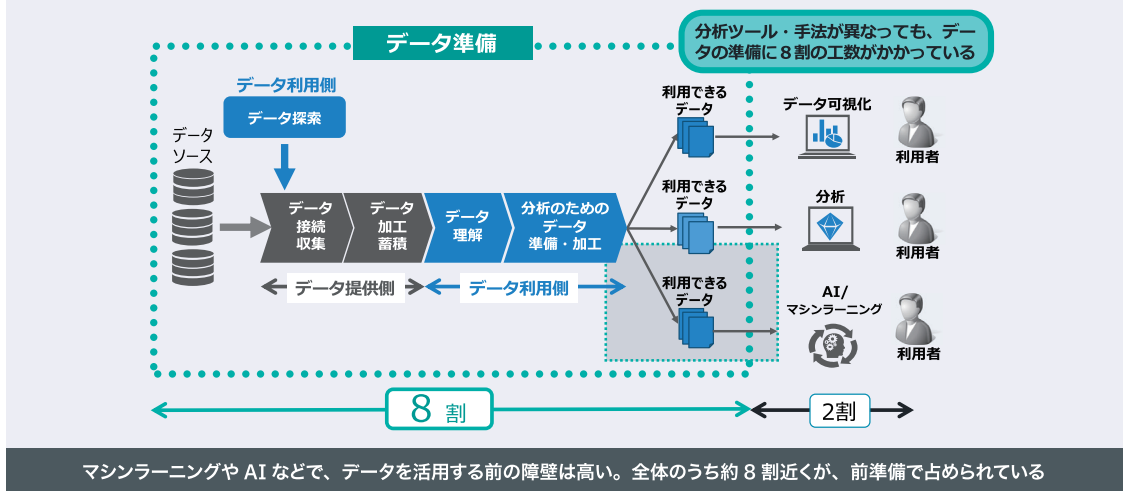 データ準備
分析ツール・手法が異なっても、デー
タの準備に８割の工数がかかっている
データ利用側
データ探索
データ
ソース
データ
接続
収集
データ
加工
蓄積
データ
理解
分析のための
データ
準備・加工
データ提供側
データ利用側
利用できる
データ
データ可視化
利用者
利用できる
データ
分析
利用者
利用できる
データ
AI/
マシンラーニング
利用者
8 割
2割
マシンラーニングや AI などで、データを活用する前の障壁は高い。全体のうち約 8 割近くが、前準備で占められている